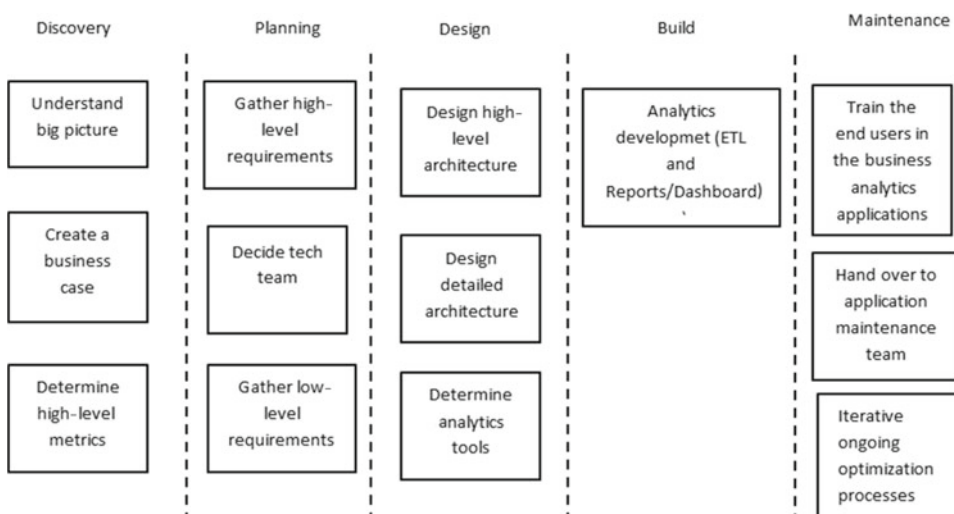 Discovery
Planning
Design
Build
Maintenance
Understand
big picture
Create a
business
case
Determine
high-level
metrics
Gather high-
level
requirements
Decide tech
team
Gather low-
level
requirements
Design high-
level
architecture
Design
detailed
architecture
Determine
analytics
tools
Analytics
developmet (ETL
and
Reports/Dashboard)
Train the
end users in
the business
analytics
applications
Hand over to
application
maintenance
team
Iterative
ongoing
optimization
processes